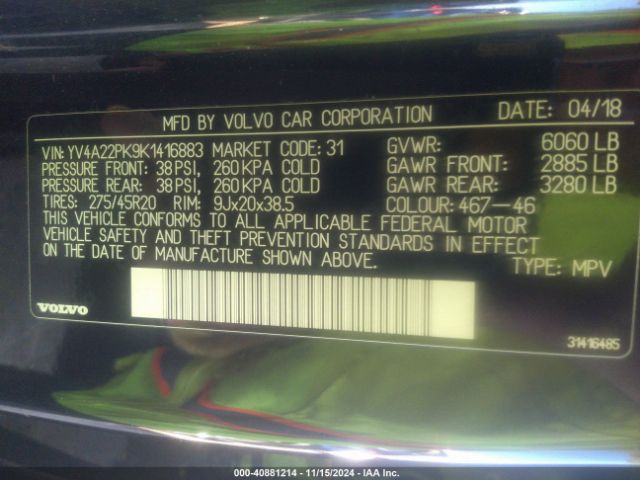 MFD BY VOLVO CAR CORPORATION DATE: 04/18
VIN: YV4A22PK9K1416883 MARKET CODE: 31 GVWR: 6060 LB
PRESSURE FRONT: 38 PSI, 260 KPA COLD GAWR FRONT: 2885 LB
PRESSURE REAR: 38 PSI, 260 KPA COLD GAWR REAR: 3280 LB
TIRES: 275/45R20 RIM: 9Jx20x38.5 COLOUR: 467-46
THIS VEHICLE CONFORMS TO ALL APPLICABLE FEDERAL MOTOR
VEHICLE SAFETY AND THEFT PREVENTION STANDARDS IN EFFECT
ON THE DATE OF MANUFACTURE SHOWN ABOVE. TYPE: MPV
VOLVO
31416485
000-40881214 - 11/15/2024 - IAA Inc.